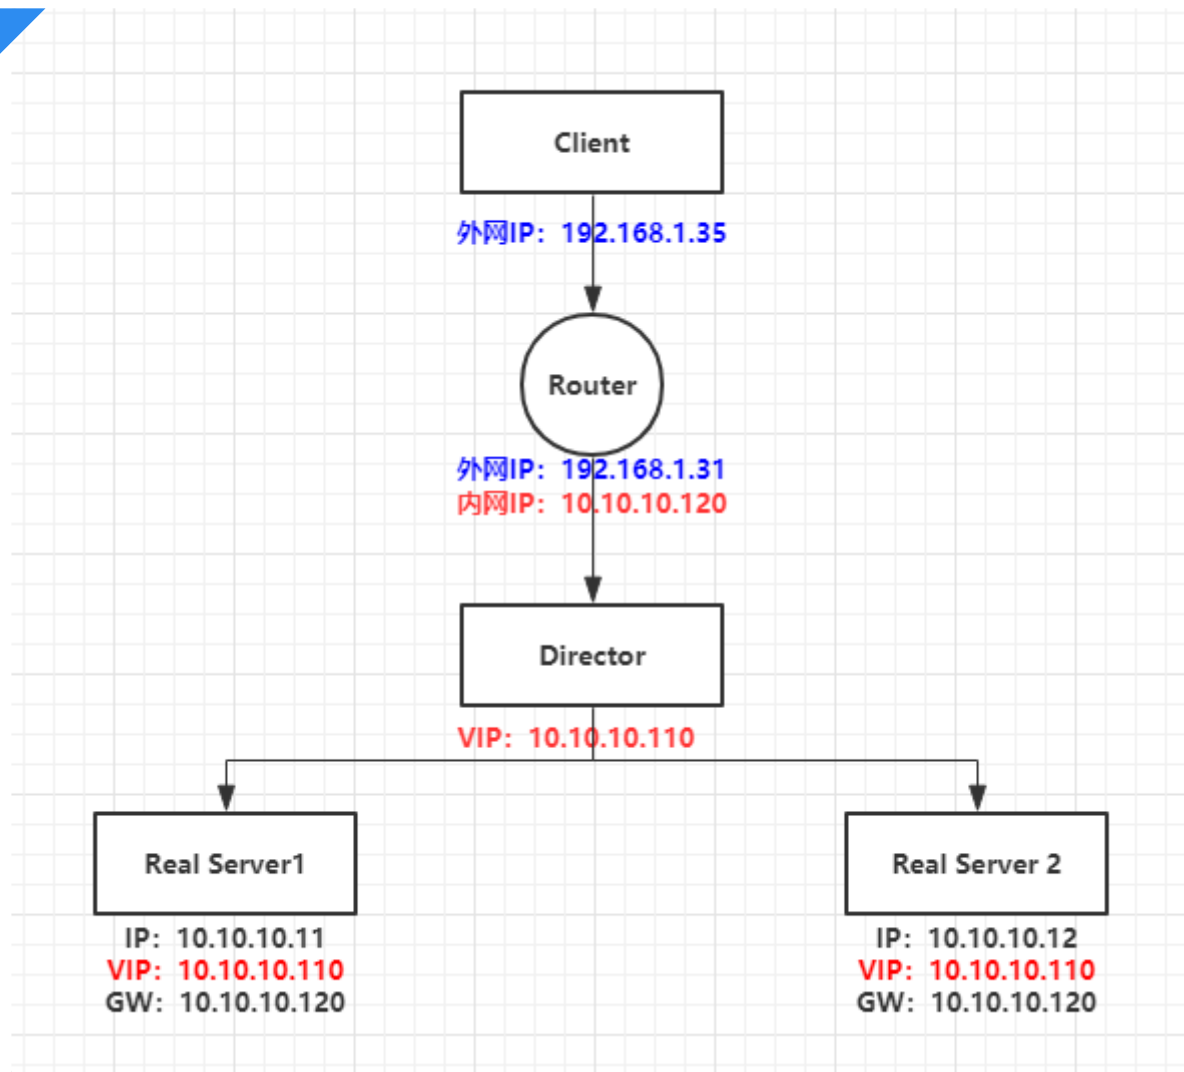 Client
外网IP：192.168.1.35
Router
外网IP：192.168.1.31
内网IP：10.10.10.120
Director
VIP：10.10.10.110
Real Server1
IP：10.10.10.11
VIP：10.10.10.110
GW：10.10.10.120
Real Server 2
IP：10.10.10.12
VIP：10.10.10.110
GW：10.10.10.120